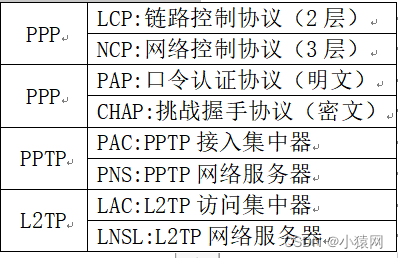 PPP
LCP:链路控制协议（2层）
NCP:网络控制协议（3层）
PPP
PAP:口令认证协议（明文）
CHAP:挑战握手协议（密文）
PPTP
PAC:PPTP 接入集中器
PNS:PPTP 网络服务器
L2TP
LAC:L2TP 访问集中器
LNSL:L2TP 网络服务器
CSDN @小猿网